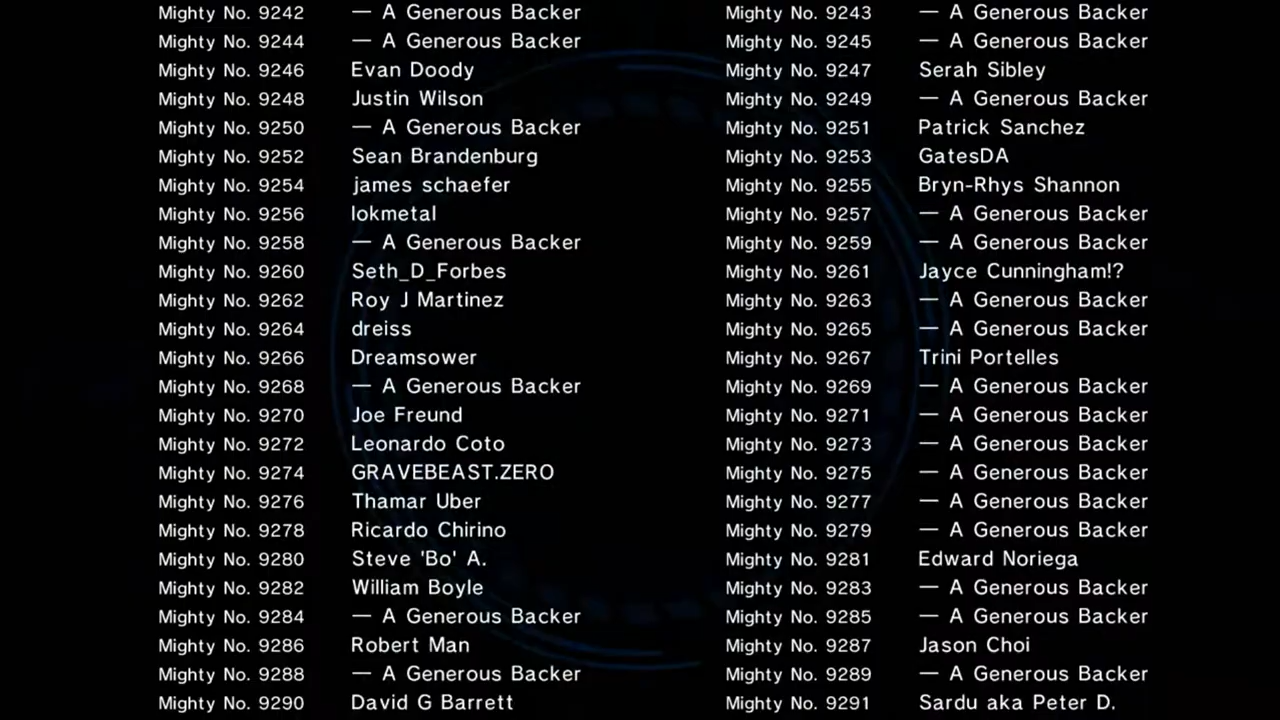 Mighty No. 9242 — A Generous Backer Mighty No. 9243 — A Generous Backer
Mighty No. 9244 — A Generous Backer Mighty No. 9245 — A Generous Backer
Mighty No. 9246 Evan Doody Mighty No. 9247 Serah Sibley
Mighty No. 9248 Justin Wilson Mighty No. 9249 — A Generous Backer
Mighty No. 9250 — A Generous Backer Mighty No. 9251 Patrick Sanchez
Mighty No. 9252 Sean Brandenburg Mighty No. 9253 GatesDA
Mighty No. 9254 james schaefer Mighty No. 9255 Bryn-Rhys Shannon
Mighty No. 9256 lokmetal Mighty No. 9257 — A Generous Backer
Mighty No. 9258 — A Generous Backer Mighty No. 9259 — A Generous Backer
Mighty No. 9260 Seth_D_Forbes Mighty No. 9261 Jayce Cunningham!?
Mighty No. 9262 Roy J Martinez Mighty No. 9263 — A Generous Backer
Mighty No. 9264 dreiss Mighty No. 9265 — A Generous Backer
Mighty No. 9266 Dreamsower Mighty No. 9267 Trini Portelles
Mighty No. 9268 — A Generous Backer Mighty No. 9269 — A Generous Backer
Mighty No. 9270 Joe Freund Mighty No. 9271 — A Generous Backer
Mighty No. 9272 Leonardo Coto Mighty No. 9273 — A Generous Backer
Mighty No. 9274 GRAVEBEAST.ZERO Mighty No. 9275 — A Generous Backer
Mighty No. 9276 Thamar Uber Mighty No. 9277 — A Generous Backer
Mighty No. 9278 Ricardo Chirino Mighty No. 9279 — A Generous Backer
Mighty No. 9280 Steve 'Bo' A. Mighty No. 9281 Edward Noriega
Mighty No. 9282 William Boyle Mighty No. 9283 — A Generous Backer
Mighty No. 9284 — A Generous Backer Mighty No. 9285 — A Generous Backer
Mighty No. 9286 Robert Man Mighty No. 9287 Jason Choi
Mighty No. 9288 — A Generous Backer Mighty No. 9289 — A Generous Backer
Mighty No. 9290 David G Barrett Mighty No. 9291 Sardu aka Peter D.